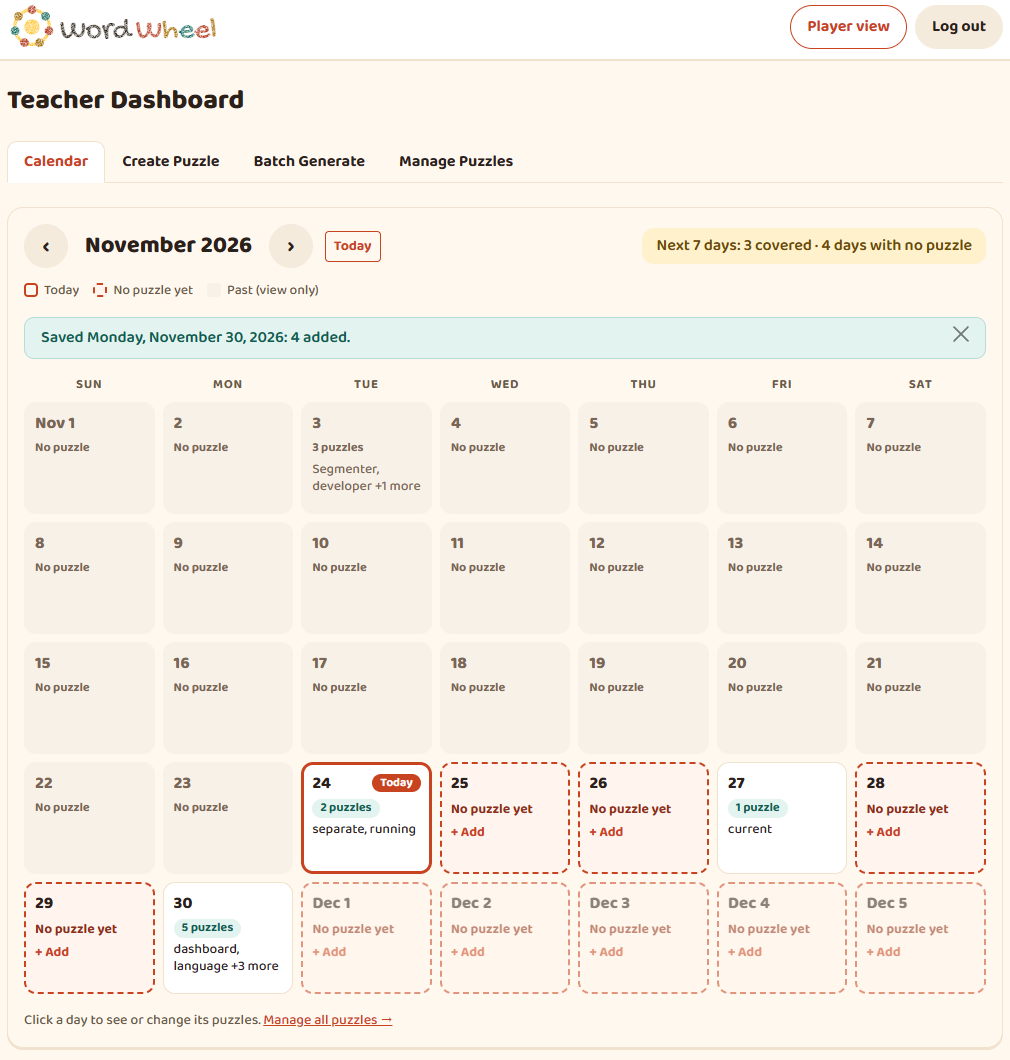 Word Wheel
Player view
Log out
Teacher Dashboard
Calendar
Create Puzzle
Batch Generate
Manage Puzzles
‹
November 2026
›
Today
Next 7 days: 3 covered · 4 days with no puzzle
Today
No puzzle yet
Past (view only)
Saved Monday, November 30, 2026: 4 added.
SUN
MON
TUE
WED
THU
FRI
SAT
Nov 1
No puzzle
2
No puzzle
3
3 puzzles
Segmenter,
developer +1 more
4
No puzzle
5
No puzzle
6
No puzzle
7
No puzzle
8
No puzzle
9
No puzzle
10
No puzzle
11
No puzzle
12
No puzzle
13
No puzzle
14
No puzzle
15
No puzzle
16
No puzzle
17
No puzzle
18
No puzzle
19
No puzzle
20
No puzzle
21
No puzzle
22
No puzzle
23
No puzzle
24
Today
2 puzzles
separate, running
25
No puzzle yet
+ Add
26
No puzzle yet
+ Add
27
1 puzzle
current
28
No puzzle yet
+ Add
29
No puzzle yet
+ Add
30
5 puzzles
dashboard,
language +3 more
Dec 1
No puzzle yet
+ Add
Dec 2
No puzzle yet
+ Add
Dec 3
No puzzle yet
+ Add
Dec 4
No puzzle yet
+ Add
Dec 5
No puzzle yet
+ Add
Click a day to see or change its puzzles. Manage all puzzles →